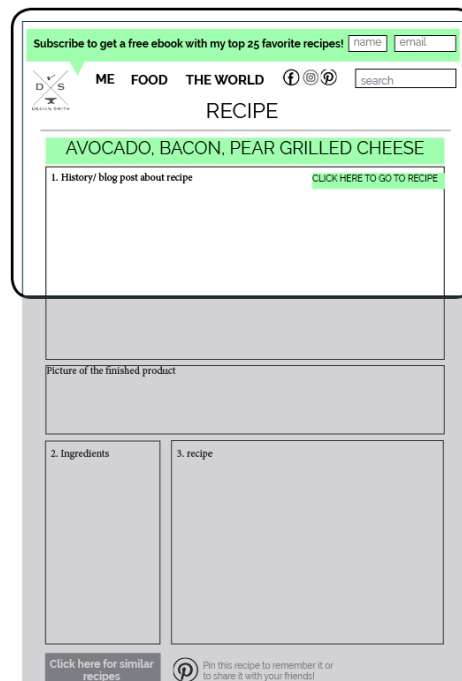 Subscribe to get a free ebook with my top 25 favorite recipes! name email
D S
DESIGN SMITH
ME FOOD THE WORLD search
RECIPE
AVOCADO, BACON, PEAR GRILLED CHEESE
1. History/ blog post about recipe CLICK HERE TO GO TO RECIPE
Picture of the finished product
2. Ingredients 3. recipe
Click here for similar
recipes
Pin this recipe to remember it or
to share it with your friends!